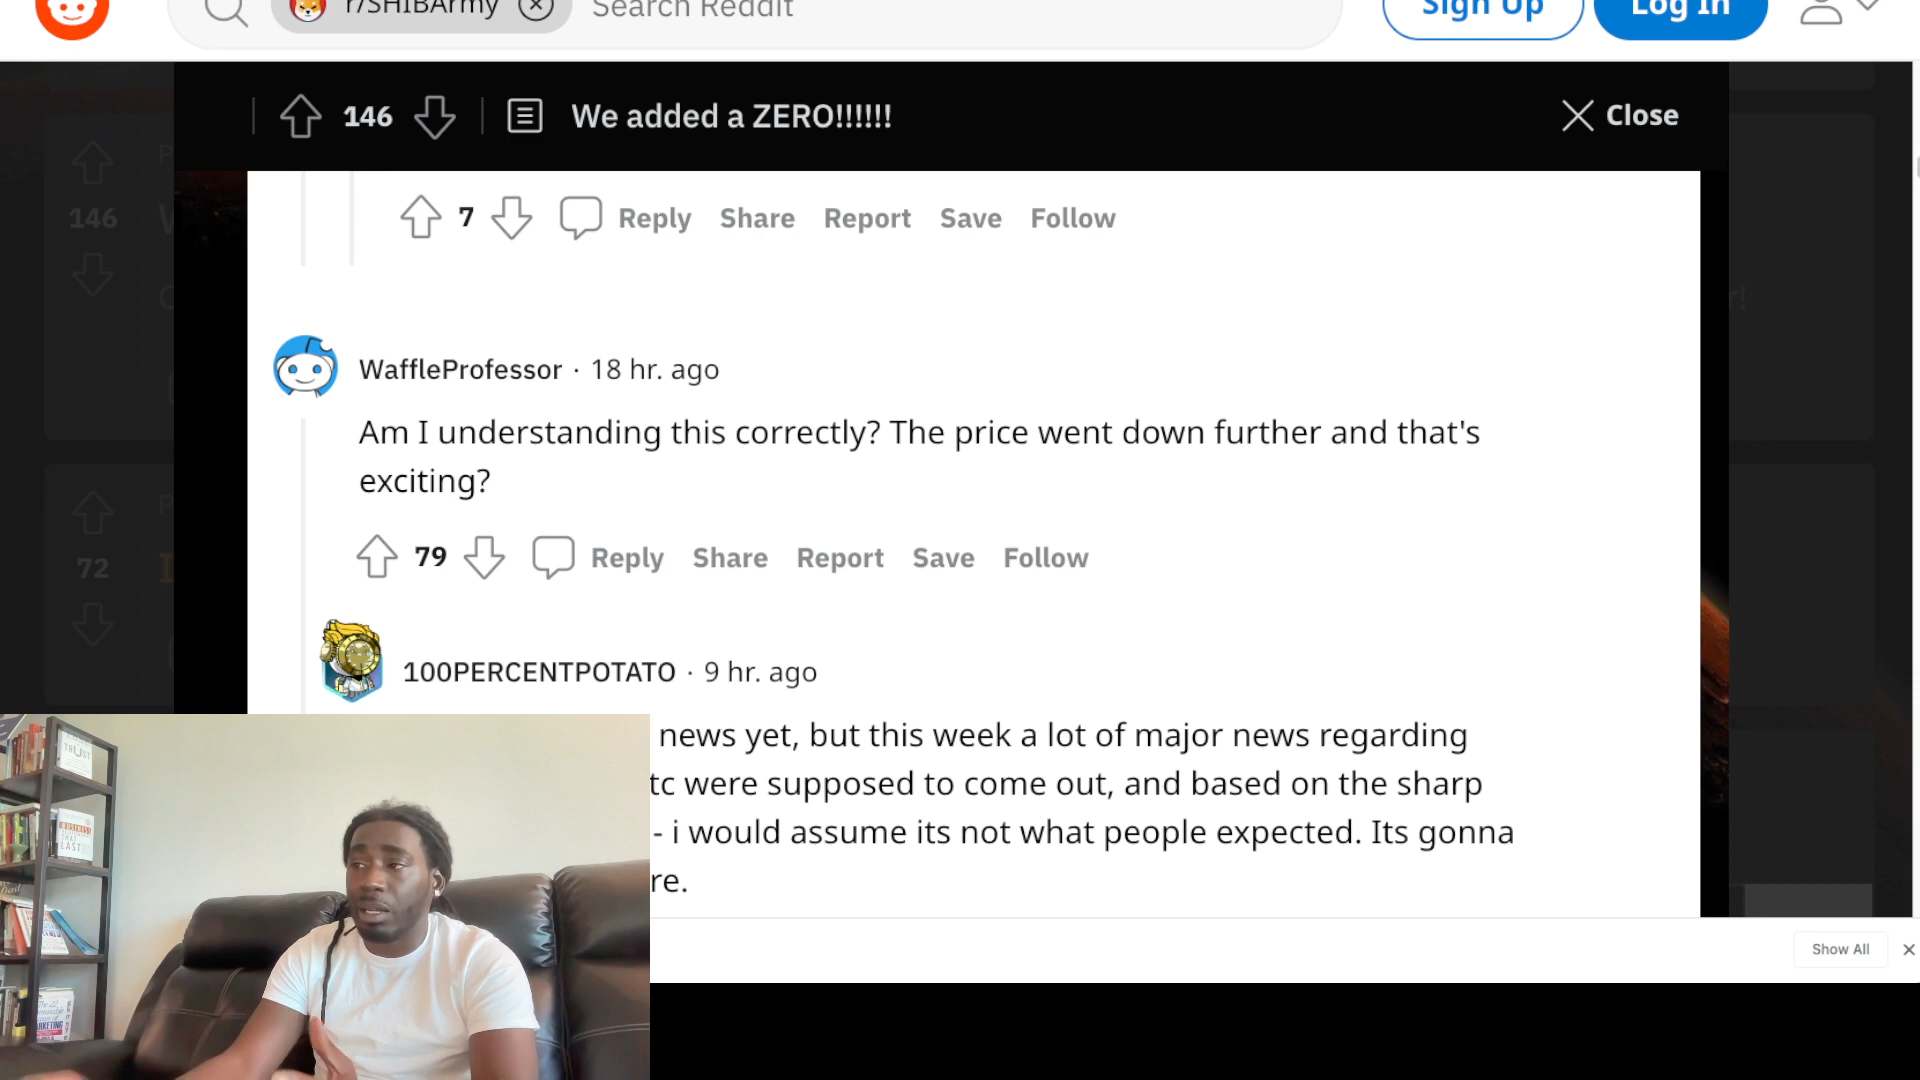 r/SHIBArmy
Search Reddit
Sign Up
Log In
146
We added a ZERO!!!!!!
Close
7 Reply Share Report Save Follow
146
WaffleProfessor · 18 hr. ago
Am I understanding this correctly? The price went down further and that's
exciting?
79 Reply Share Report Save Follow
72
100PERCENTPOTATO · 9 hr. ago
news yet, but this week a lot of major news regarding
tc were supposed to come out, and based on the sharp
- i would assume its not what people expected. Its gonna
re.
Show All
BUSINESS
THAT
LAST